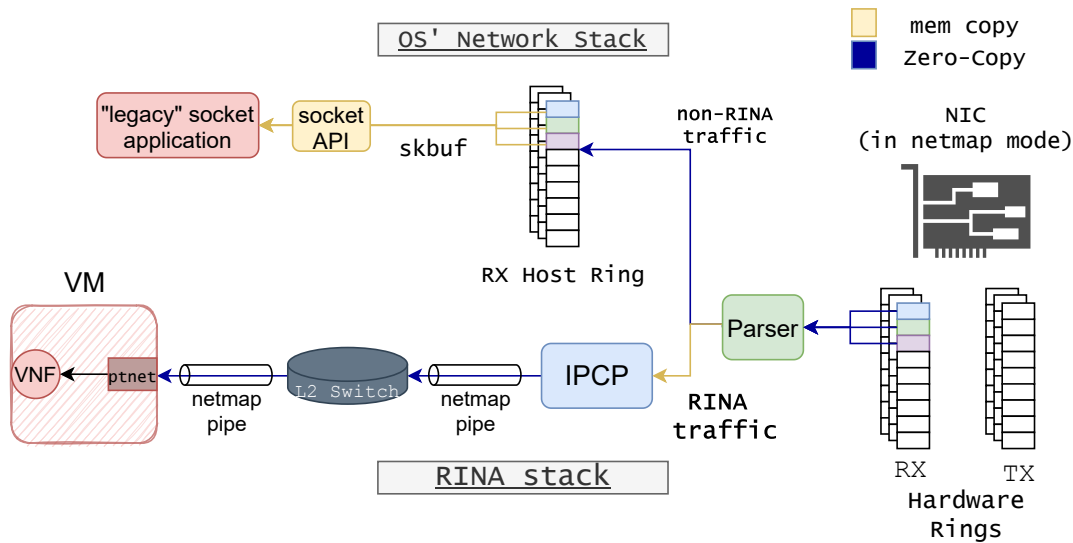 OS' Network Stack
mem copy
Zero-Copy
"legacy" socket
application
socket
API
skbuf
non-RINA
traffic
NIC
(in netmap mode)
RX Host Ring
VM
Parser
VNF
ptnet
L2 Switch
IPCP
netmap
pipe
netmap
pipe
RINA
traffic
RINA stack
RX
TX
Hardware
Rings